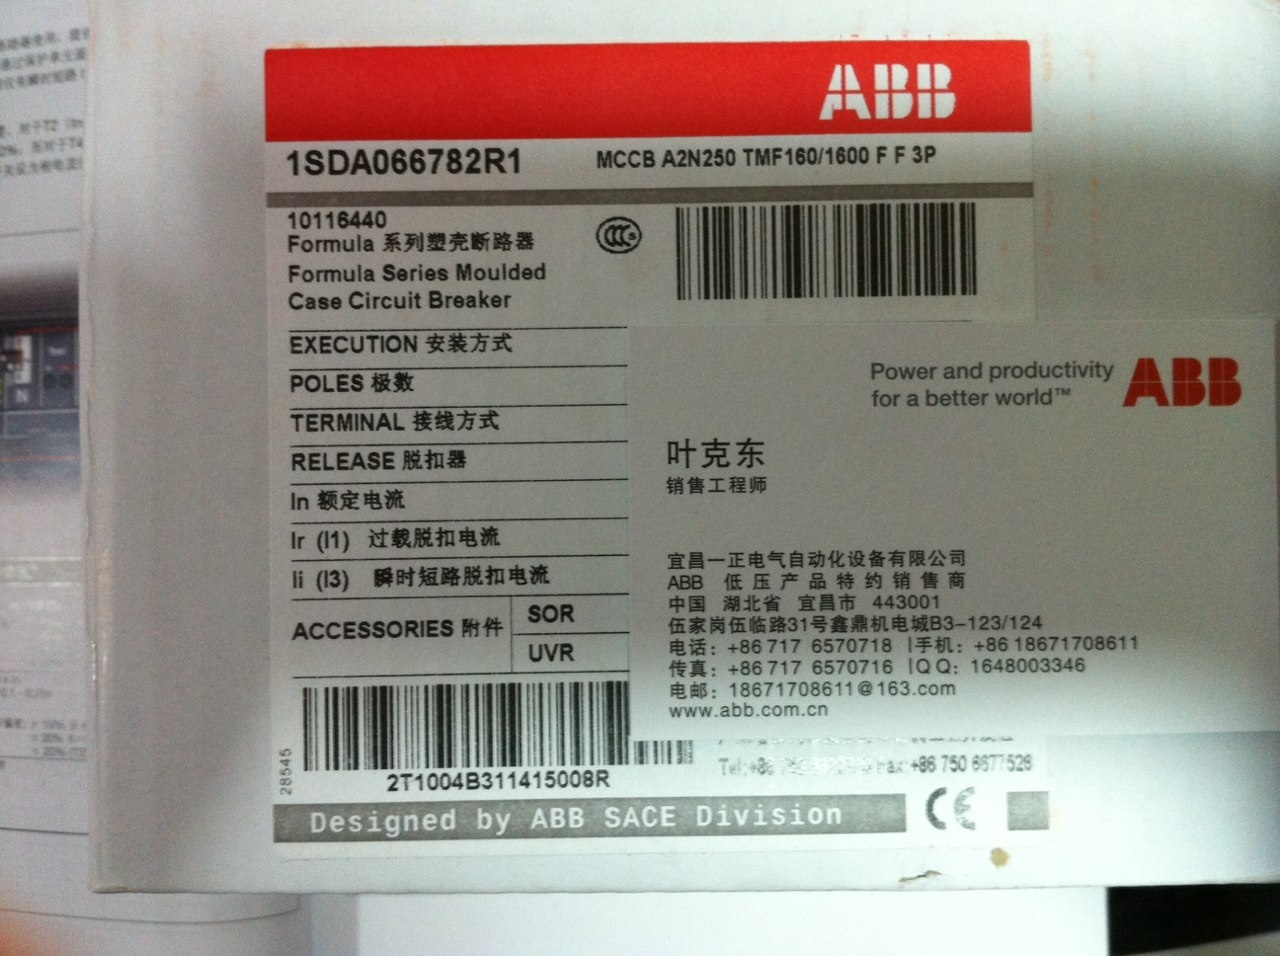 ABB
1SDA066782R1 MCCB A2N250 TMF160/1600 F F 3P
10116440
Formula 系列塑壳断路器
Formula Series Moulded
Case Circuit Breaker
EXECUTION 安装方式
POLES 极数
TERMINAL 接线方式
RELEASE 脱扣器
In 额定电流
Ir (I1) 过载脱扣电流
Ii (I3) 瞬时短路脱扣电流
ACCESSORIES 附件
SOR
UVR
28545
2T1004B311415008R
Tel:+86 Fax:+86 750 6677526
Designed by ABB SACE Division
CE
Power and productivity
for a better world™
ABB
叶克东
销售工程师
宜昌一正电气自动化设备有限公司
ABB 低压产品特约销售商
中国 湖北省 宜昌市 443001
伍家岗伍临路31号鑫鼎机电城B3-123/124
电话：+86 717 6570718 |手机：+86 18671708611
传真：+86 717 6570716 |QQ：1648003346
电邮：18671708611@163.com
www.abb.com.cn